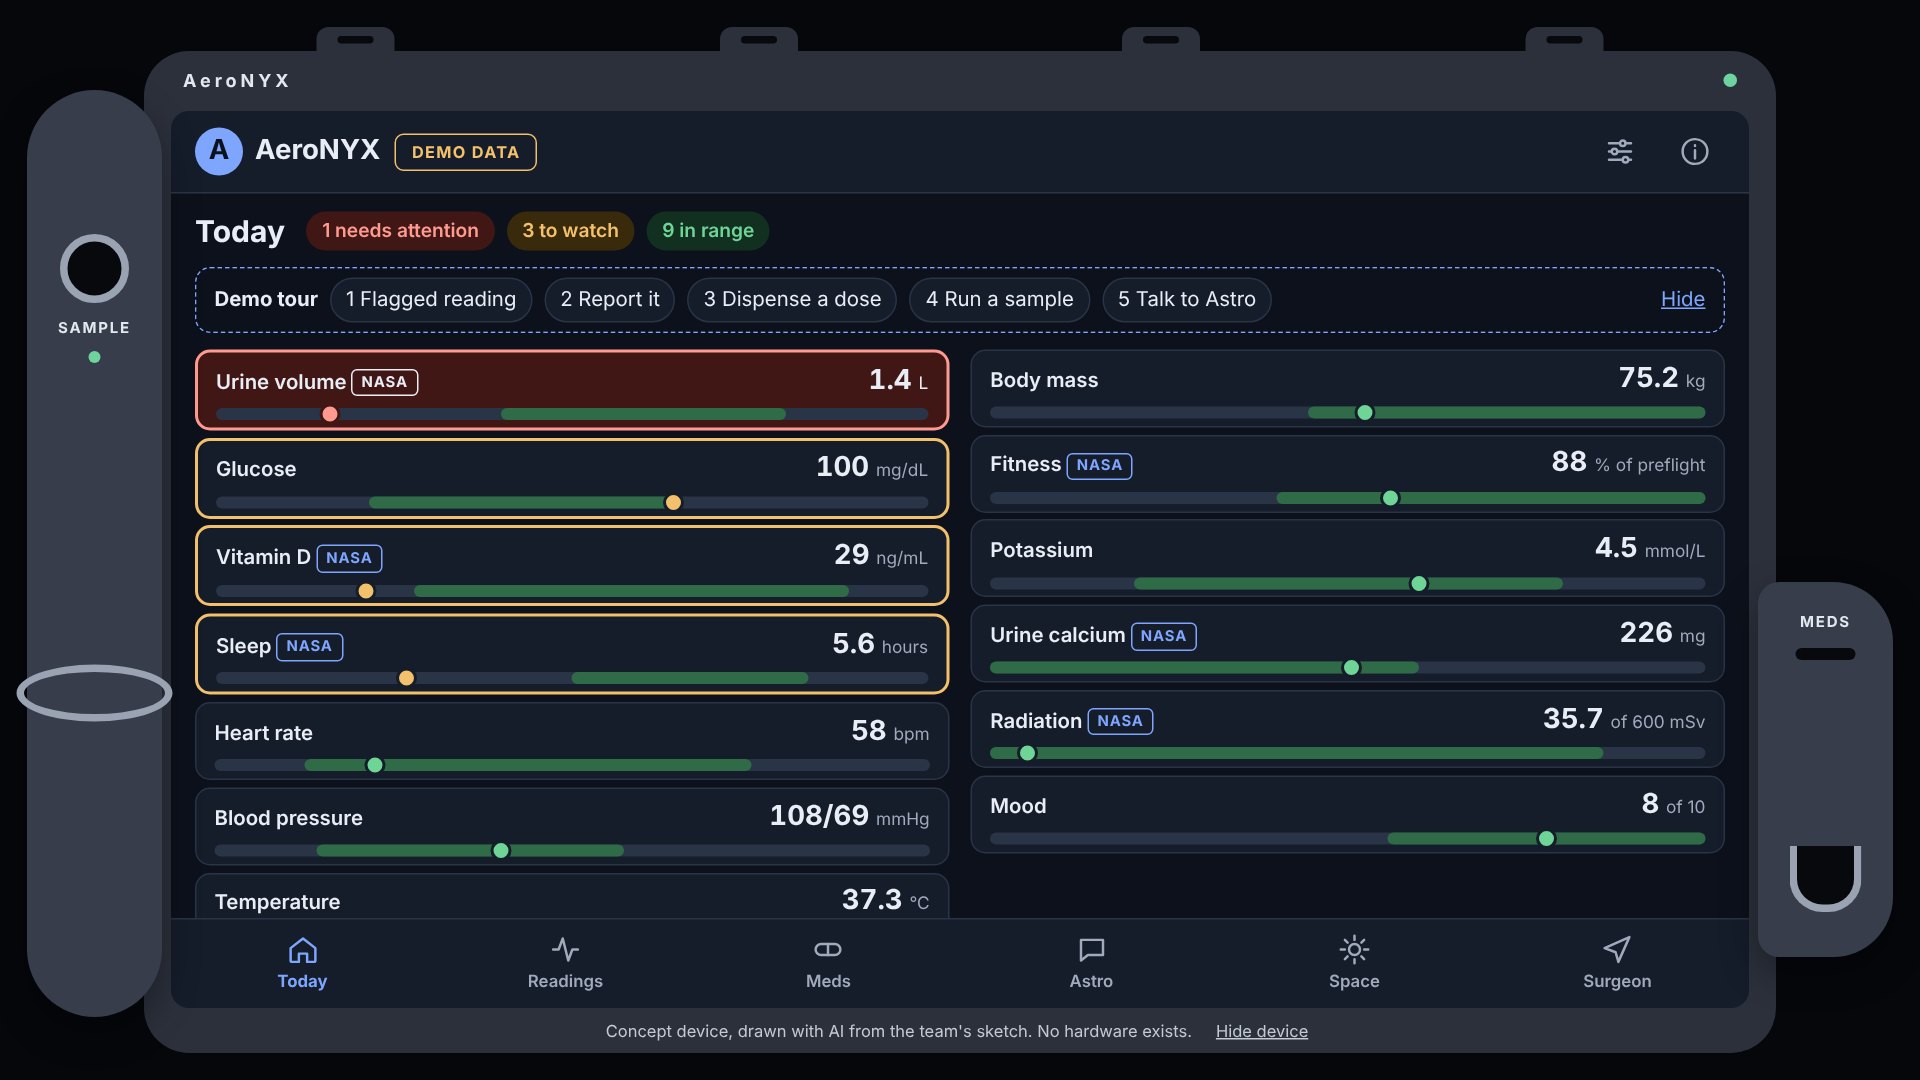 AeroNYX
A AeroNYX DEMO DATA
Today 1 needs attention 3 to watch 9 in range
Demo tour 1 Flagged reading 2 Report it 3 Dispense a dose 4 Run a sample 5 Talk to Astro Hide
SAMPLE
Urine volume NASA 1.4 L
Glucose 100 mg/dL
Vitamin D NASA 29 ng/mL
Sleep NASA 5.6 hours
Heart rate 58 bpm
Blood pressure 108/69 mmHg
Temperature 37.3 °C
Body mass 75.2 kg
Fitness NASA 88 % of preflight
Potassium 4.5 mmol/L
Urine calcium NASA 226 mg
Radiation NASA 35.7 of 600 mSv
Mood 8 of 10
MEDS
Today Readings Meds Astro Space Surgeon
Concept device, drawn with AI from the team's sketch. No hardware exists. Hide device